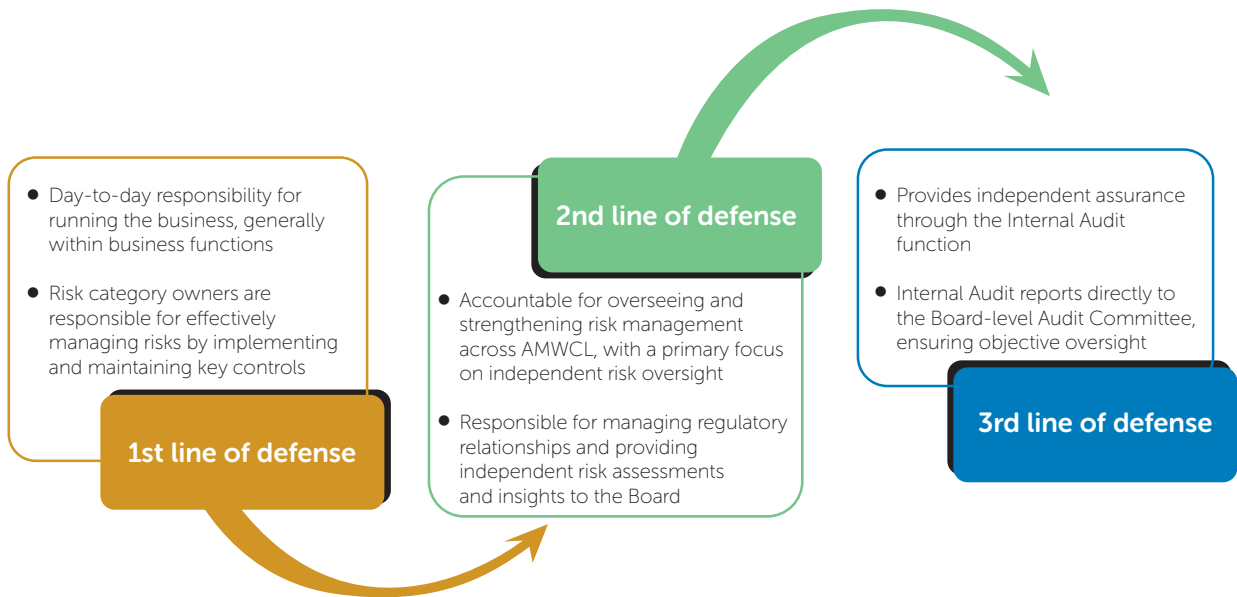 ● Day-to-day responsibility for
running the business, generally
within business functions
● Risk category owners are
responsible for effectively
managing risks by implementing
and maintaining key controls
1st line of defense
2nd line of defense
● Accountable for overseeing and
strengthening risk management
across AMWCL, with a primary focus
on independent risk oversight
● Responsible for managing regulatory
relationships and providing
independent risk assessments
and insights to the Board
● Provides independent assurance
through the Internal Audit
function
● Internal Audit reports directly to
the Board-level Audit Committee,
ensuring objective oversight
3rd line of defense